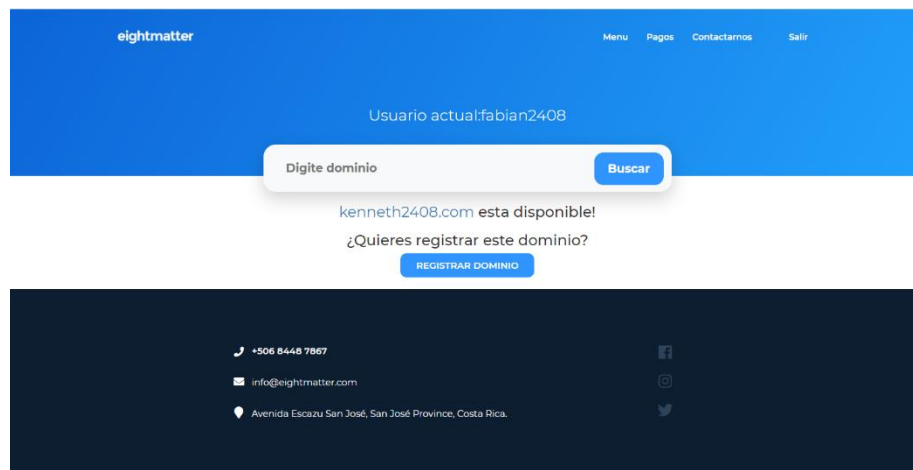 eightmatter
Menu Pagos Contactarnos Salir
Usuario actual:fabian2408
Digite dominio Buscar
kenneth2408.com esta disponible!
¿Quieres registrar este dominio?
REGISTRAR DOMINIO
+506 8448 7867
info@eightmatter.com
Avenida Escazu San José, San José Province, Costa Rica.